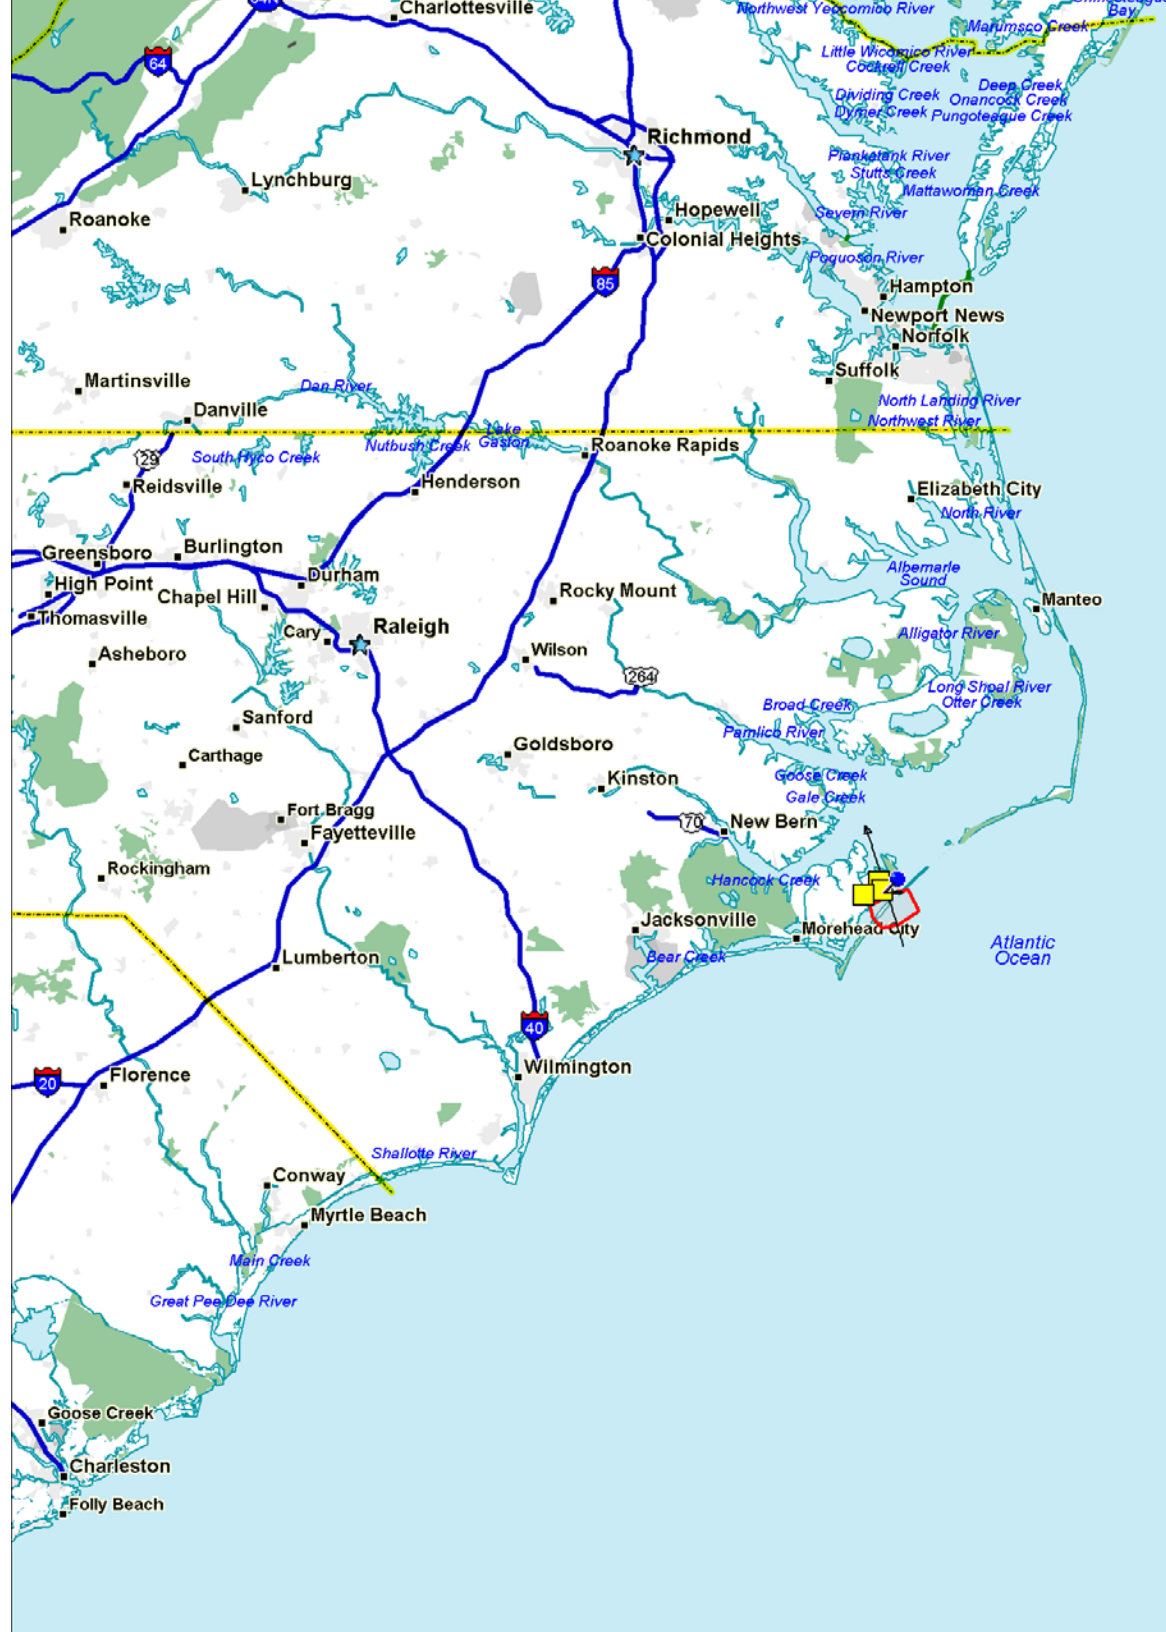 Charlottesville
Northwest Yeocomico River
Bay
Marumsco Creek
Little Wicomico River
Cockrell Creek
64
Deep Creek
Dividing Creek
Onancock Creek
Dymer Creek
Pungoteague Creek
Richmond
Piankatank River
Stutts Creek
Lynchburg
Mattawoman Creek
Roanoke
Hopewell
Severn River
Colonial Heights
Poquoson River
85
Hampton
Newport News
Norfolk
Martinsville
Dan River
Suffolk
Danville
North Landing River
Northwest River
Lake
Gaston
Nutbush Creek
Roanoke Rapids
29
South Hyco Creek
Reidsville
Henderson
Elizabeth City
North River
Greensboro
Burlington
High Point
Durham
Albemarle
Sound
Chapel Hill
Rocky Mount
Manteo
Thomasville
Cary
Raleigh
Alligator River
Asheboro
Wilson
264
Long Shoal River
Otter Creek
Broad Creek
Sanford
Pamlico River
Carthage
Goldsboro
Kinston
Goose Creek
Gale Creek
Fort Bragg
Fayetteville
70
New Bern
Rockingham
Hancock Creek
Jacksonville
Morehead City
Atlantic
Ocean
Lumberton
Bear Creek
40
Wilmington
20
Florence
Shallotte River
Conway
Myrtle Beach
Main Creek
Great Pee Dee River
Goose Creek
Charleston
Folly Beach